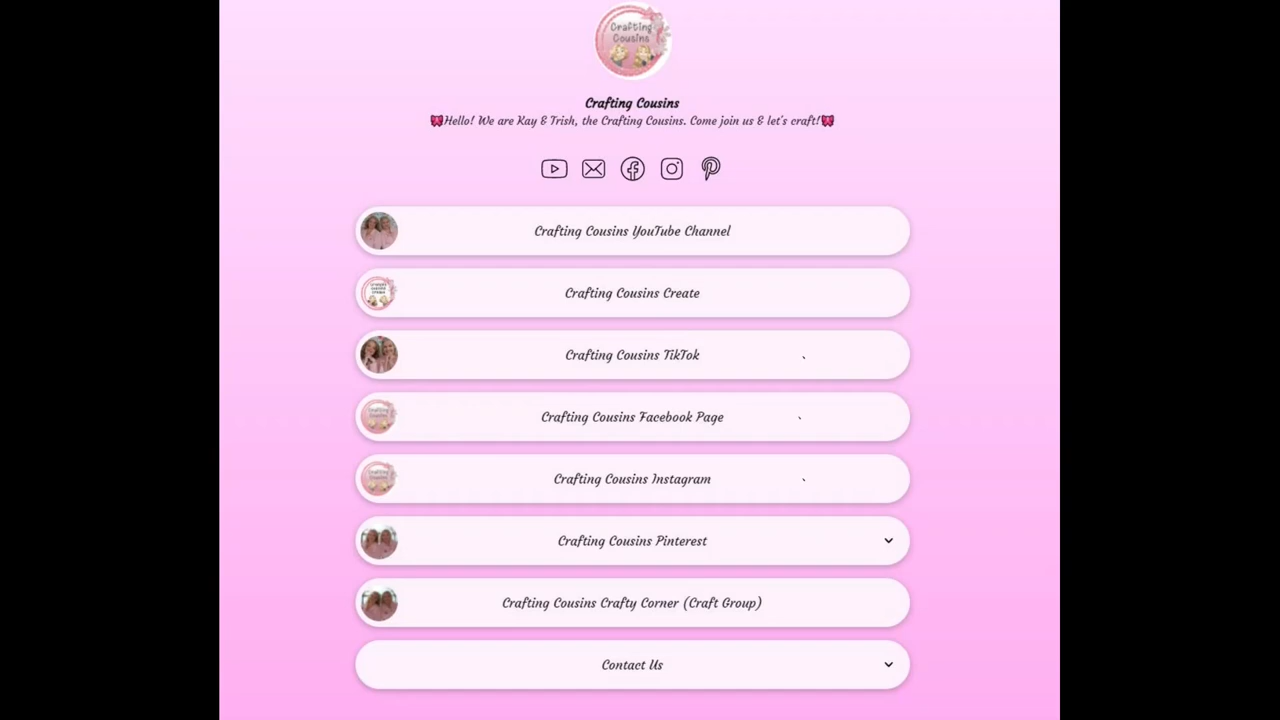 Crafting
Cousins
Crafting Cousins
Hello! We are Kay & Trish, the Crafting Cousins. Come join us & let's craft!
Crafting Cousins YouTube Channel
Crafting Cousins Create
Crafting Cousins TikTok
Crafting Cousins Facebook Page
Crafting Cousins Instagram
Crafting Cousins Pinterest
Crafting Cousins Crafty Corner (Craft Group)
Contact Us